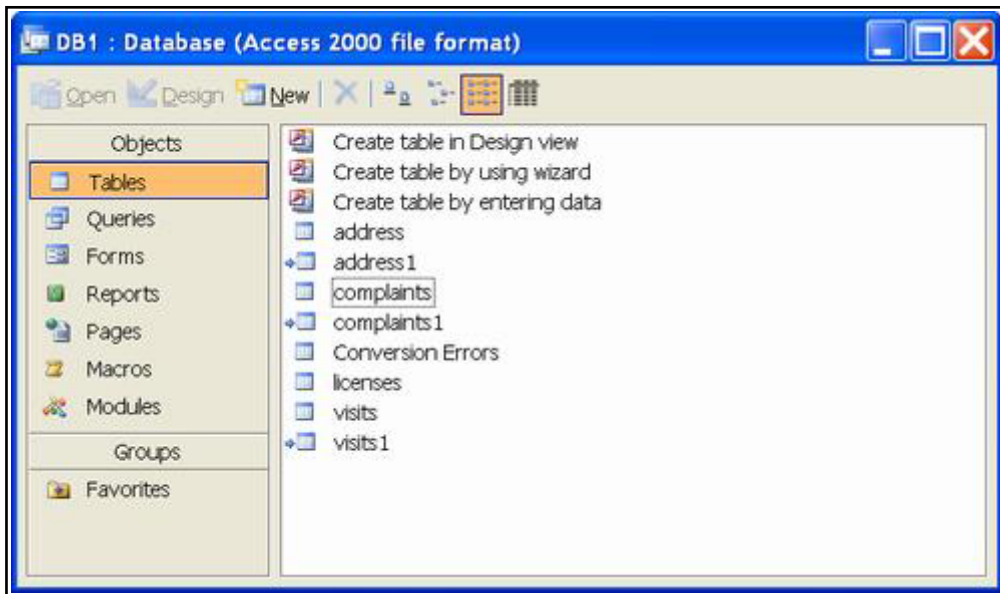 DB1 : Database (Access 2000 file format)
Open Design New
Objects
Tables
Queries
Forms
Reports
Pages
Macros
Modules
Groups
Favorites
Create table in Design view
Create table by using wizard
Create table by entering data
address
address1
complaints
complaints1
Conversion Errors
licenses
visits
visits1